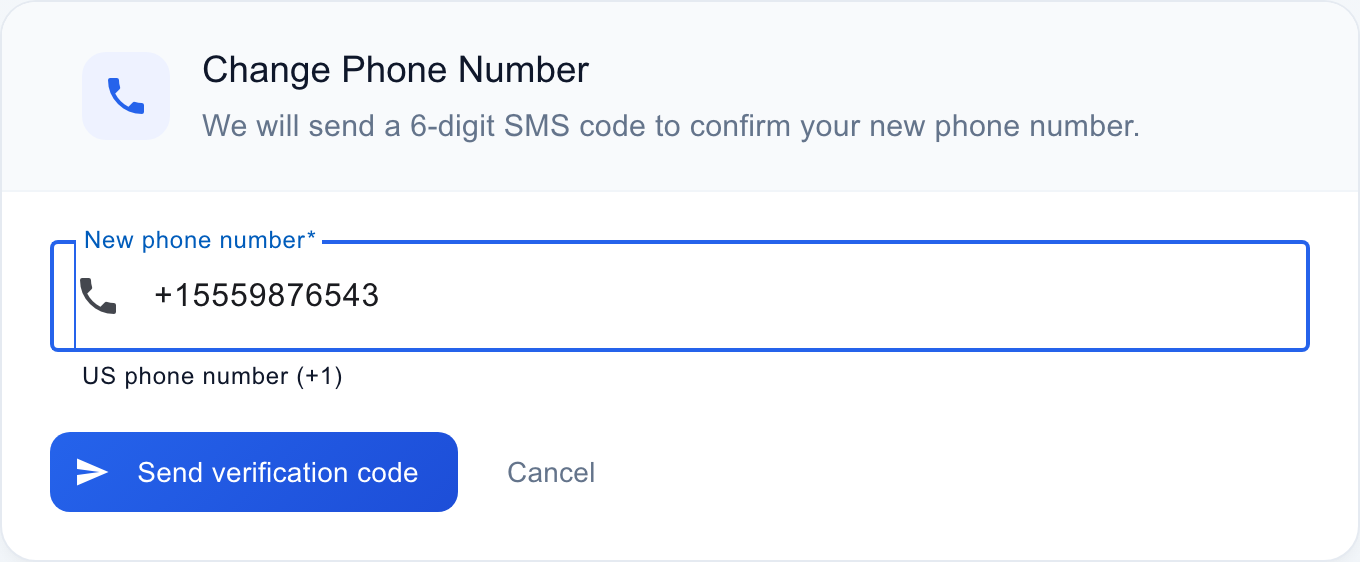 Change Phone Number
We will send a 6-digit SMS code to confirm your new phone number.
New phone number*
+15559876543
US phone number (+1)
Send verification code
Cancel